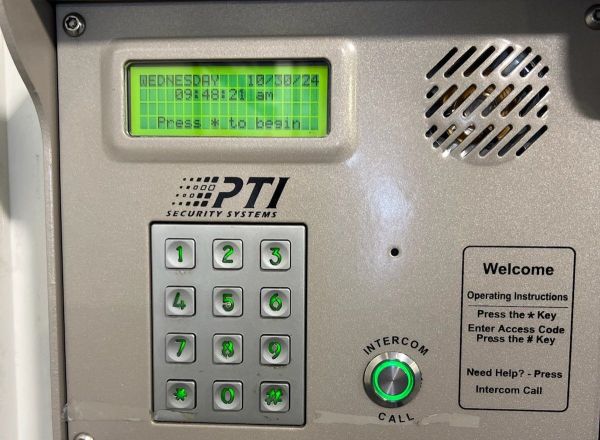 WEDNESDAY 10/30/24
09:48:21 am
Press * to begin
PTI
SECURITY SYSTEMS
1 2 3
4 5 6
7 8 9
* 0 #
INTERCOM
CALL
Welcome
Operating Instructions
Press the * Key
Enter Access Code
Press the # Key
Need Help? - Press
Intercom Call